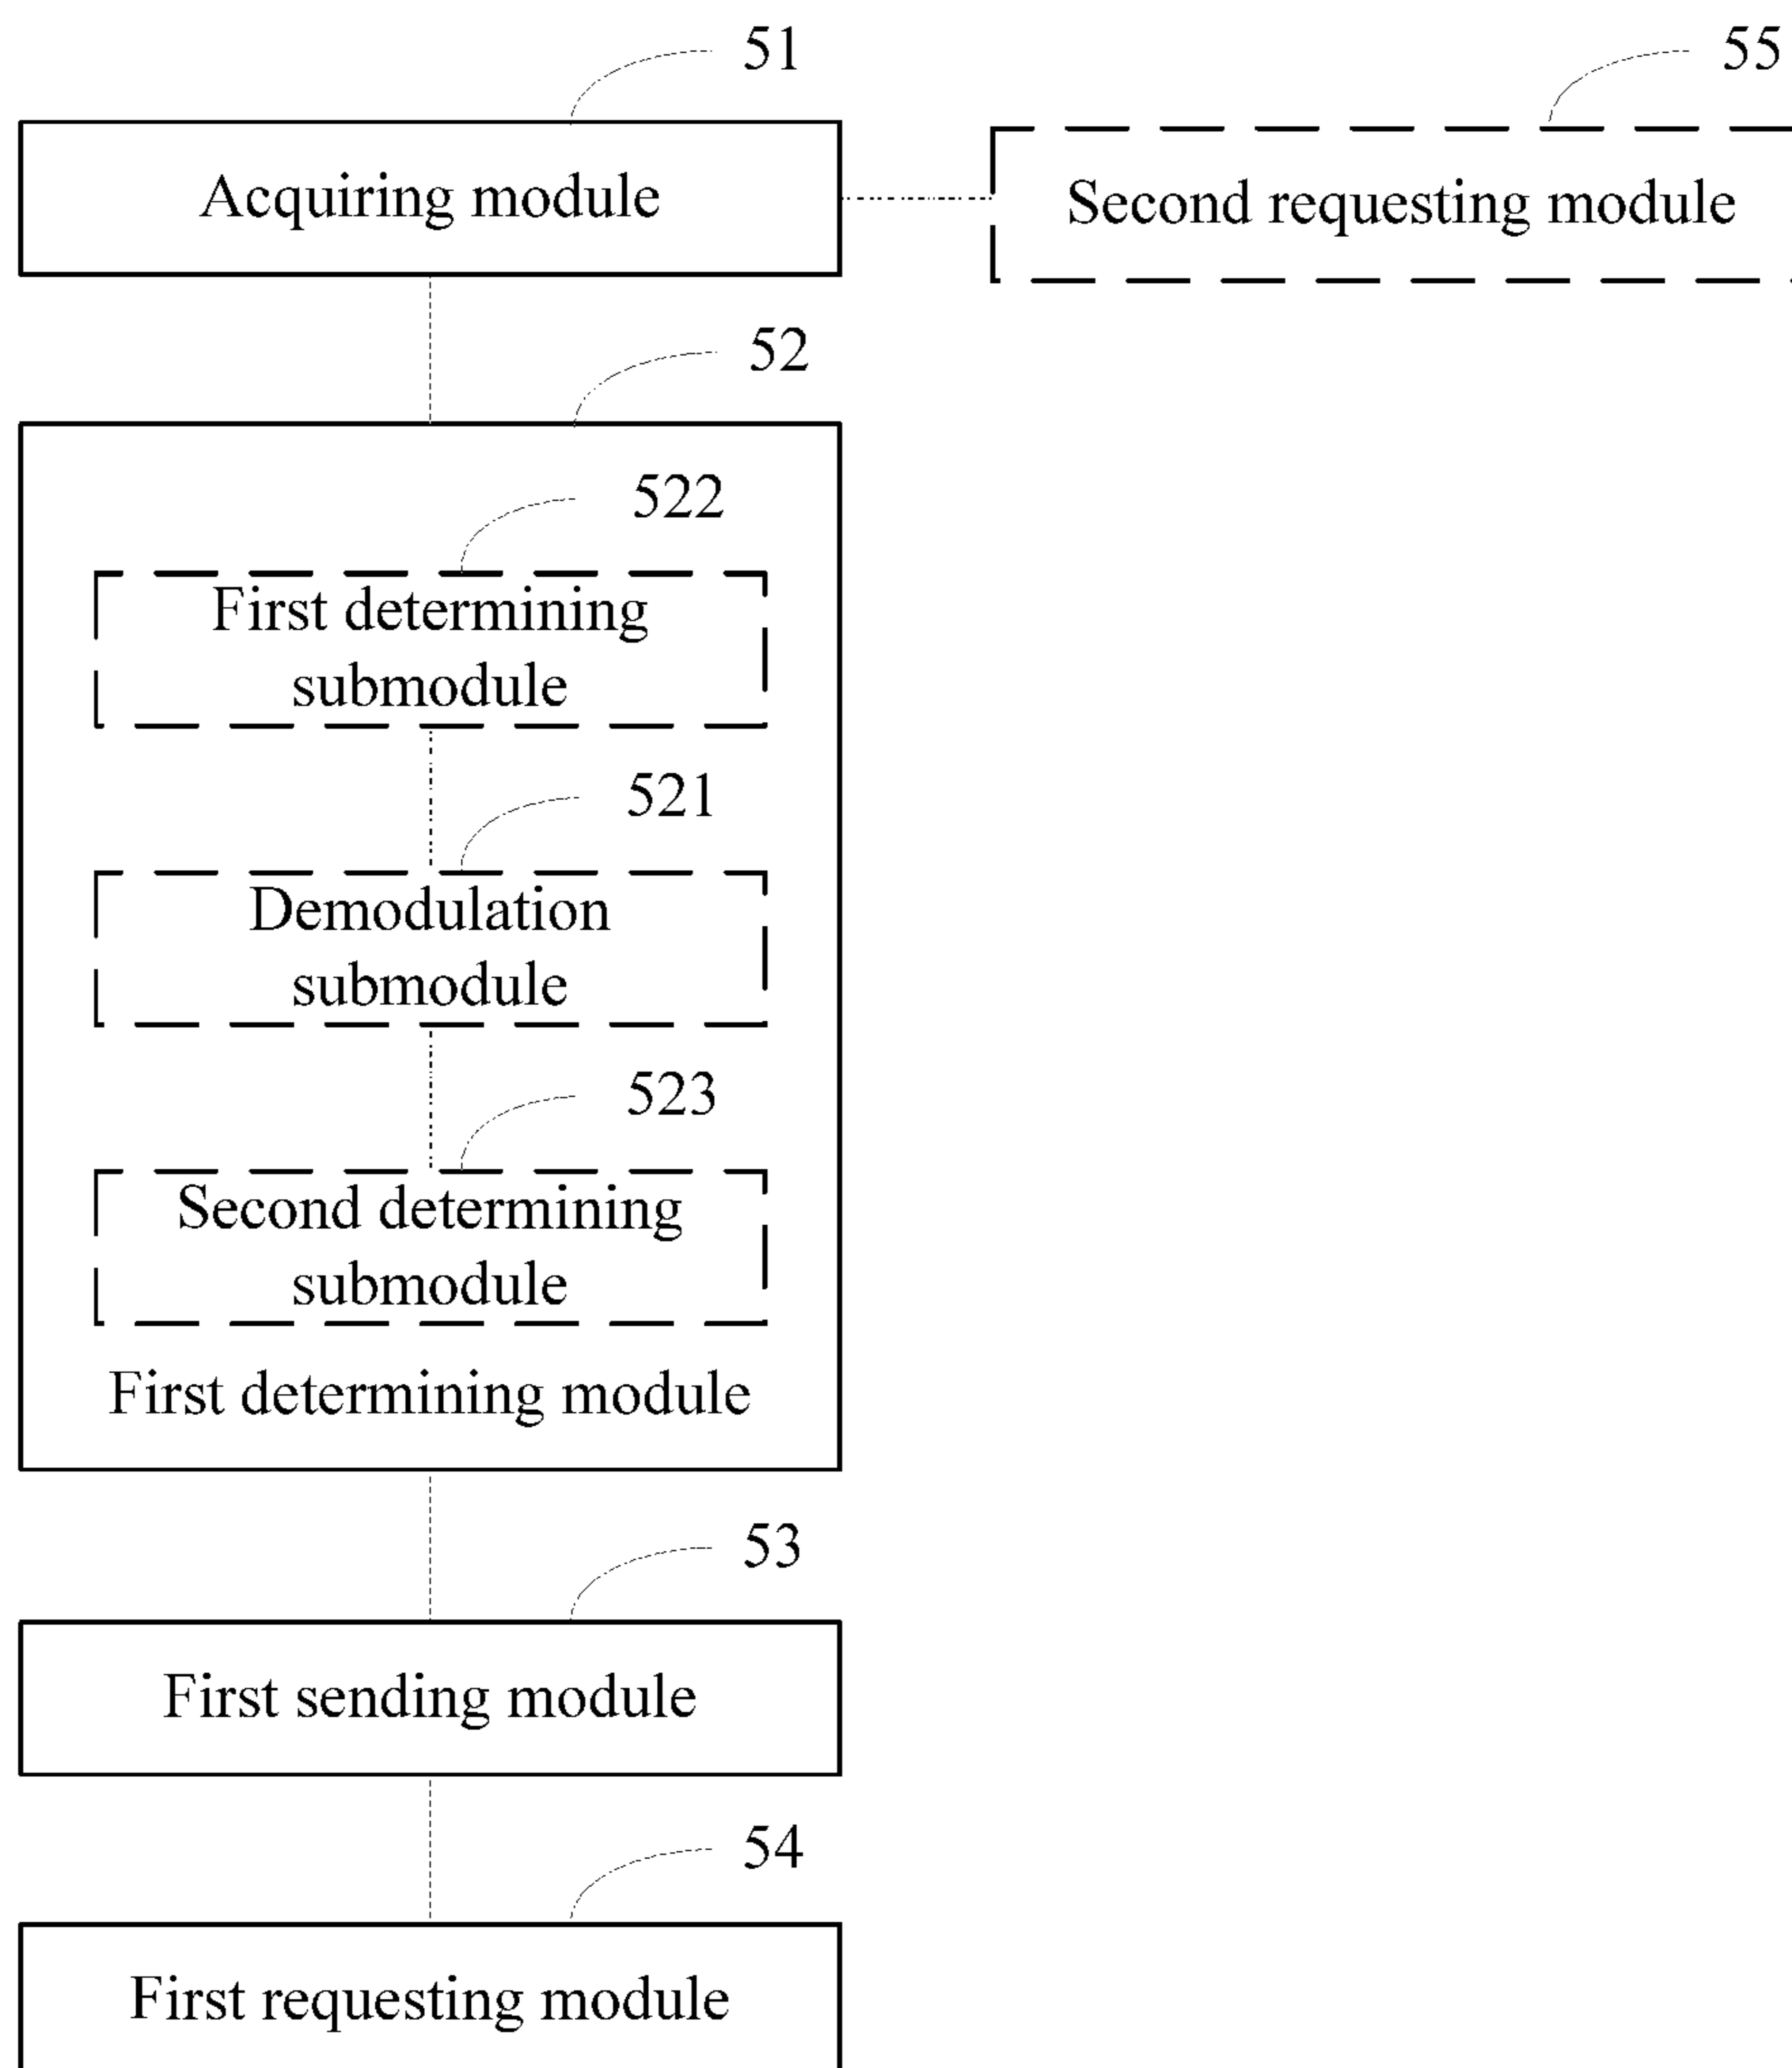 51
55
Acquiring module
Second requesting module
52
522
First determining
submodule
521
Demodulation
submodule
523
Second determining
submodule
First determining module
53
First sending module
54
First requesting module